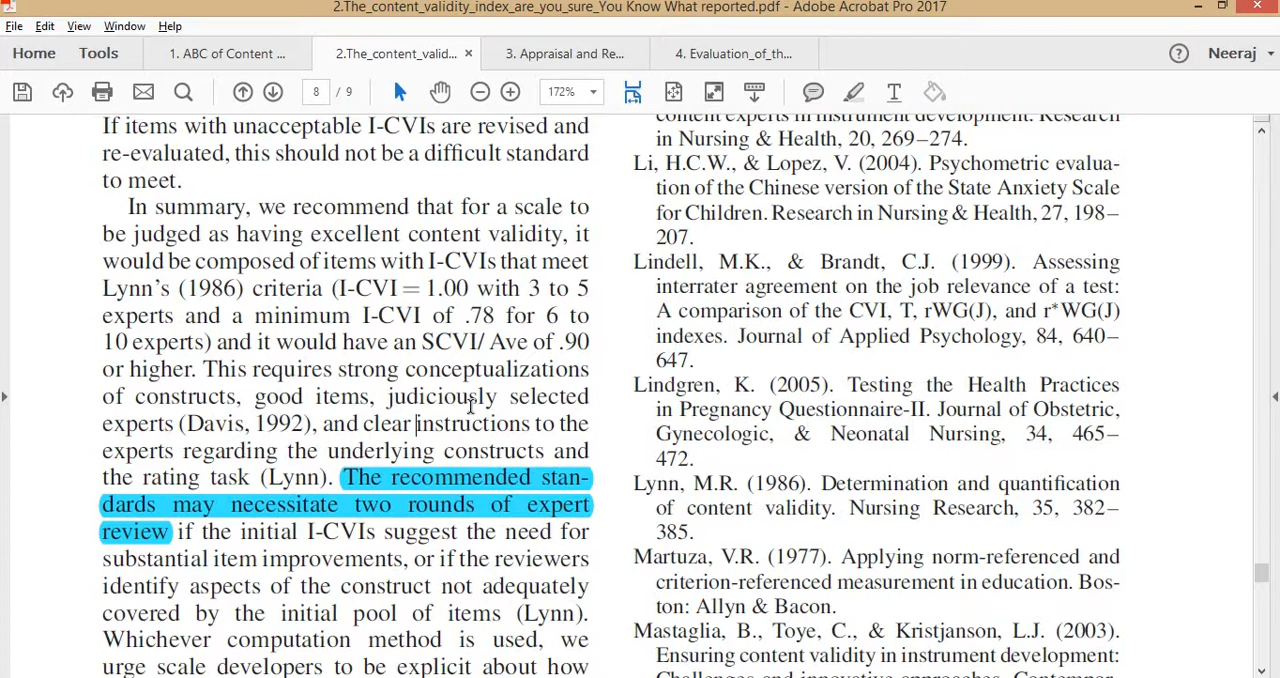 2.The_content_validity_index_are_you_sure_You Know What reported.pdf - Adobe Acrobat Pro 2017
File Edit View Window Help
Home Tools 1. ABC of Content ... 2.The_content_valid... × 3. Appraisal and Re... 4. Evaluation_of_th... Neeraj
8 / 9 172%
If items with unacceptable I-CVIs are revised and
re-evaluated, this should not be a difficult standard
to meet.
In summary, we recommend that for a scale to
be judged as having excellent content validity, it
would be composed of items with I-CVIs that meet
Lynn's (1986) criteria (I-CVI = 1.00 with 3 to 5
experts and a minimum I-CVI of .78 for 6 to
10 experts) and it would have an SCVI/ Ave of .90
or higher. This requires strong conceptualizations
of constructs, good items, judiciously selected
experts (Davis, 1992), and clear instructions to the
experts regarding the underlying constructs and
the rating task (Lynn). The recommended stan-
dards may necessitate two rounds of expert
review if the initial I-CVIs suggest the need for
substantial item improvements, or if the reviewers
identify aspects of the construct not adequately
covered by the initial pool of items (Lynn).
Whichever computation method is used, we
urge scale developers to be explicit about how
content experts in instrument development. Research
in Nursing & Health, 20, 269–274.
Li, H.C.W., & Lopez, V. (2004). Psychometric evalua-
tion of the Chinese version of the State Anxiety Scale
for Children. Research in Nursing & Health, 27, 198–
207.
Lindell, M.K., & Brandt, C.J. (1999). Assessing
interrater agreement on the job relevance of a test:
A comparison of the CVI, T, rWG(J), and r*WG(J)
indexes. Journal of Applied Psychology, 84, 640–
647.
Lindgren, K. (2005). Testing the Health Practices
in Pregnancy Questionnaire-II. Journal of Obstetric,
Gynecologic, & Neonatal Nursing, 34, 465–
472.
Lynn, M.R. (1986). Determination and quantification
of content validity. Nursing Research, 35, 382–
385.
Martuza, V.R. (1977). Applying norm-referenced and
criterion-referenced measurement in education. Bos-
ton: Allyn & Bacon.
Mastaglia, B., Toye, C., & Kristjanson, L.J. (2003).
Ensuring content validity in instrument development: